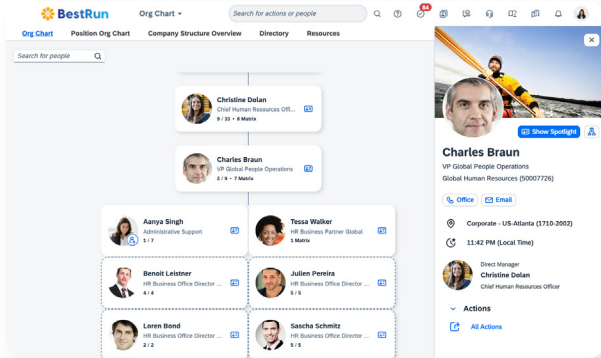 BestRun
Org Chart
Search for actions or people
84
Org Chart
Position Org Chart
Company Structure Overview
Directory
Resources
Search for people
Christine Dolan
Chief Human Resources Offi...
9 / 33 • 8 Matrix
Charles Braun
VP Global People Operations
2 / 9 • 7 Matrix
Aanya Singh
Administrative Support
1 / 7
Tessa Walker
HR Business Partner Global
1 Matrix
Benoit Leistner
HR Business Office Director ...
4 / 4
Julien Pereira
HR Business Office Director ...
5 / 5
Loren Bond
HR Business Office Director ...
2 / 2
Sascha Schmitz
HR Business Office Director ...
5 / 5
Show Spotlight
Charles Braun
VP Global People Operations
Global Human Resources (50007726)
Office
Email
Corporate - US-Atlanta (1710-2002)
11:42 PM (Local Time)
Direct Manager
Christine Dolan
Chief Human Resources Officer
Actions
All Actions